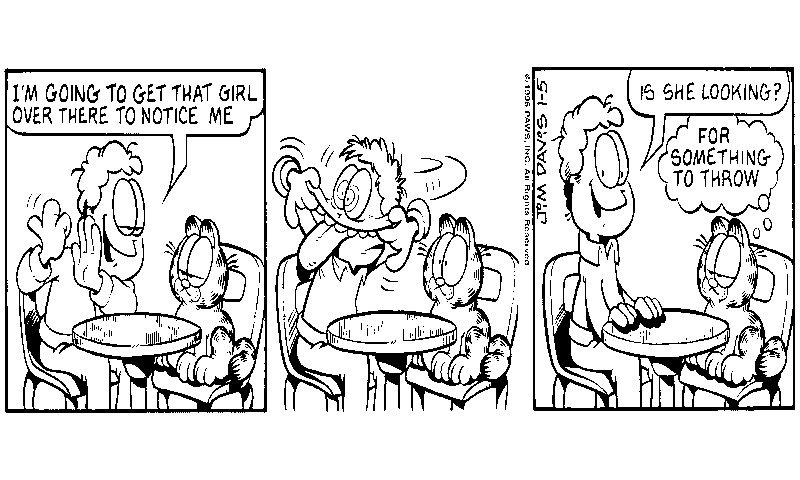 I'M GOING TO GET THAT GIRL
OVER THERE TO NOTICE ME
© 1996 PAWS, INC. All Rights Reserved
JIM DAVIS 5-1
IS SHE LOOKING?
FOR
SOMETHING
TO THROW